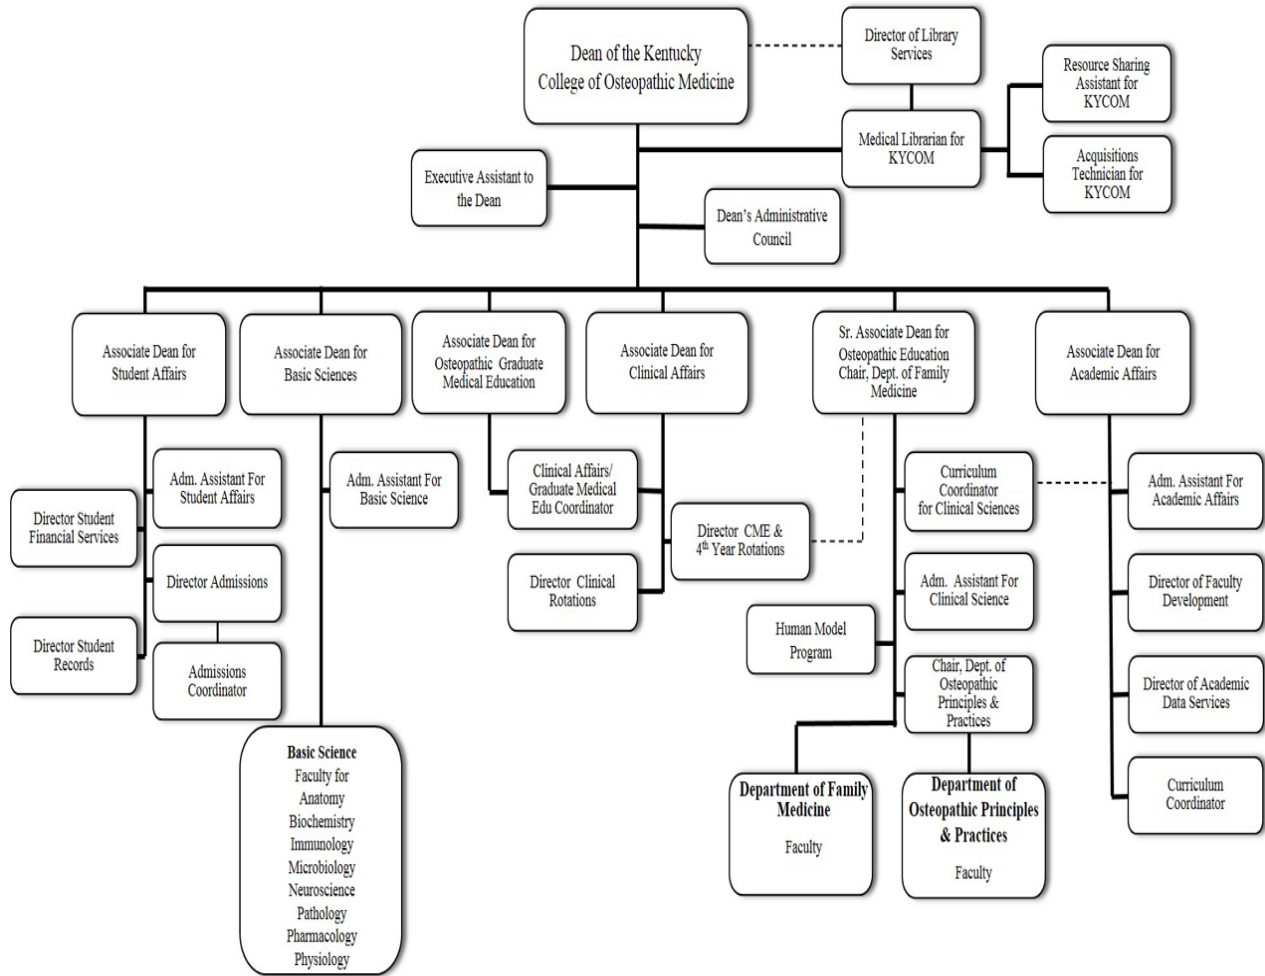 Dean of the Kentucky
College of Osteopathic Medicine
Director of Library
Services
Resource Sharing
Assistant for
KYCOM
Medical Librarian for
KYCOM
Acquisitions
Technician for
KYCOM
Executive Assistant to
the Dean
Dean's Administrative
Council
Associate Dean for
Student Affairs
Associate Dean for
Basic Sciences
Associate Dean for
Osteopathic Graduate
Medical Education
Associate Dean for
Clinical Affairs
Sr. Associate Dean for
Osteopathic Education
Chair, Dept. of Family
Medicine
Associate Dean for
Academic Affairs
Adm. Assistant For
Student Affairs
Director Student
Financial Services
Director Admissions
Director Student
Records
Admissions
Coordinator
Adm. Assistant For
Basic Science
Basic Science
Faculty for
Anatomy
Biochemistry
Immunology
Microbiology
Neuroscience
Pathology
Pharmacology
Physiology
Clinical Affairs/
Graduate Medical
Edu Coordinator
Director CME &
4th Year Rotations
Director Clinical
Rotations
Curriculum
Coordinator
for Clinical Sciences
Adm. Assistant For
Clinical Science
Human Model
Program
Chair, Dept. of
Osteopathic
Principles &
Practices
Department of Family
Medicine
Faculty
Department of
Osteopathic Principles
& Practices
Faculty
Adm. Assistant For
Academic Affairs
Director of Faculty
Development
Director of Academic
Data Services
Curriculum
Coordinator